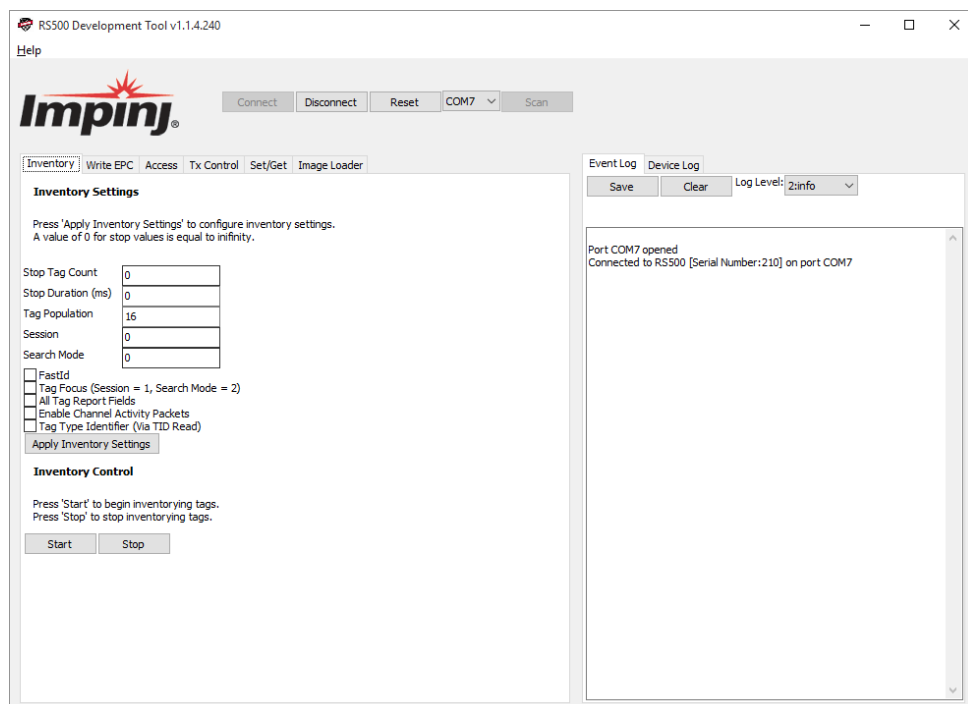 RS500 Development Tool v1.1.4.240
Help
Impinj®
Connect Disconnect Reset COM7 Scan
Inventory Write EPC Access Tx Control Set/Get Image Loader
Inventory Settings
Press 'Apply Inventory Settings' to configure inventory settings.
A value of 0 for stop values is equal to inifinity.
Stop Tag Count 0
Stop Duration (ms) 0
Tag Population 16
Session 0
Search Mode 0
FastId
Tag Focus (Session = 1, Search Mode = 2)
All Tag Report Fields
Enable Channel Activity Packets
Tag Type Identifier (Via TID Read)
Apply Inventory Settings
Inventory Control
Press 'Start' to begin inventorying tags.
Press 'Stop' to stop inventorying tags.
Start Stop
Event Log Device Log
Save Clear Log Level: 2:info
Port COM7 opened
Connected to RS500 [Serial Number:210] on port COM7